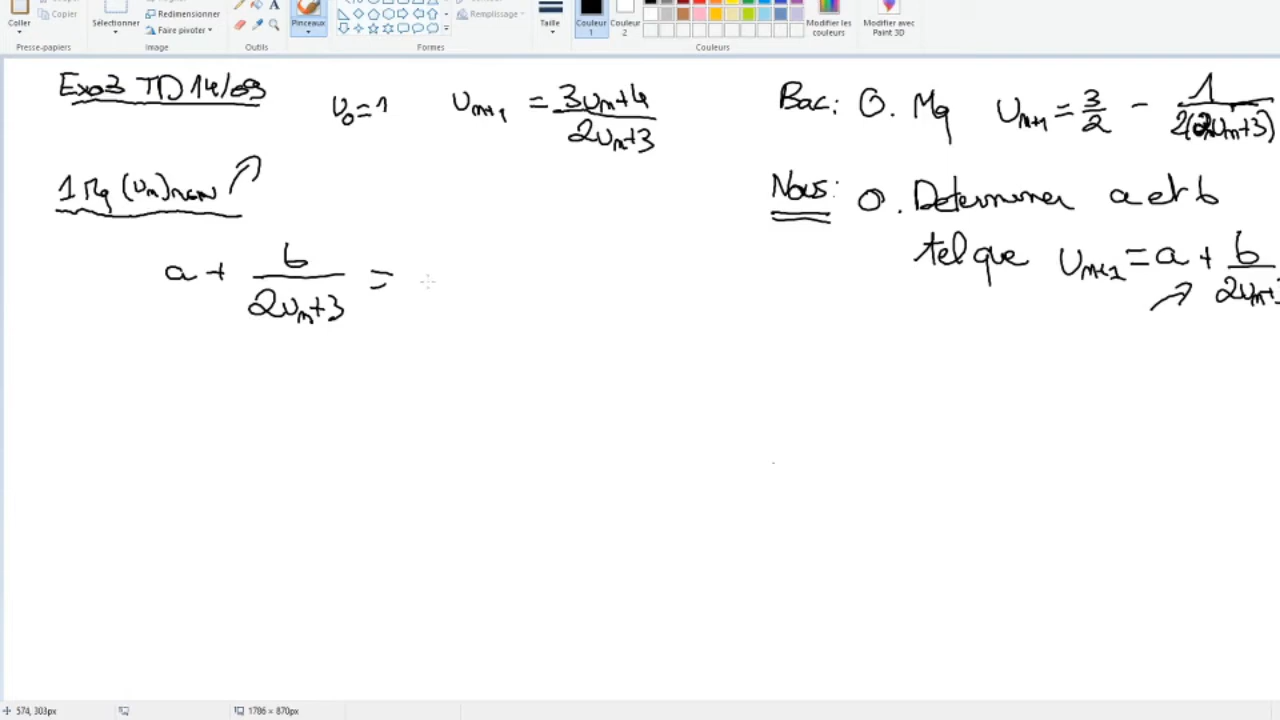 Coller
Copier
Presse-papiers
Sélectionner
Redimensionner
Faire pivoter
Image
A
Outils
Pinceaux
Remplissage
Formes
Taille
Couleur 1
Couleur 2
Modifier les couleurs
Couleurs
Modifier avec Paint 3D
Exo3 TD 14/09
U₀=1 Uₙ₊₁ = (3Uₙ+4)/(2Uₙ+3)
1 Mq (Uₙ)n∈N ↗
a + b/(2Uₙ+3) =
Bac: 0. Mq Uₙ₊₁ = 3/2 - 1/(2(2Uₙ+3))
Nous: 0. Determiner a et b
tel que Uₙ₊₁ = a + b/(2Uₙ+3
574, 303px
1786 × 870px